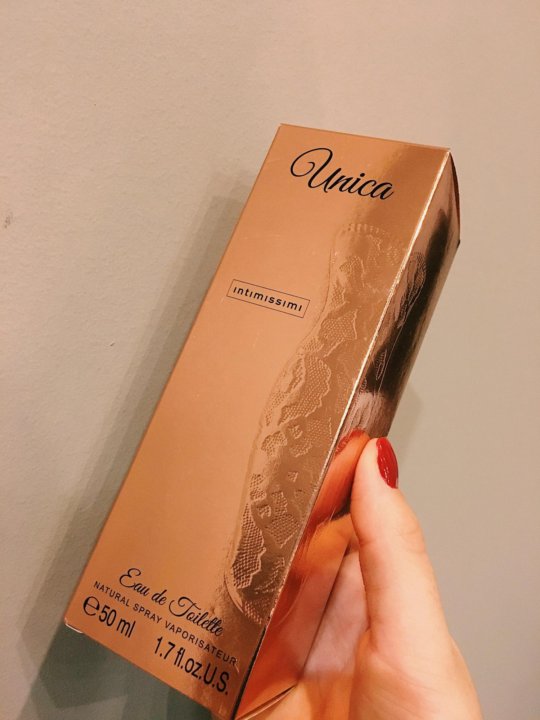 Unica
intimissimi
Eau de Toilette
NATURAL SPRAY VAPORISATEUR
℮50 ml 1.7 fl.oz.U.S.